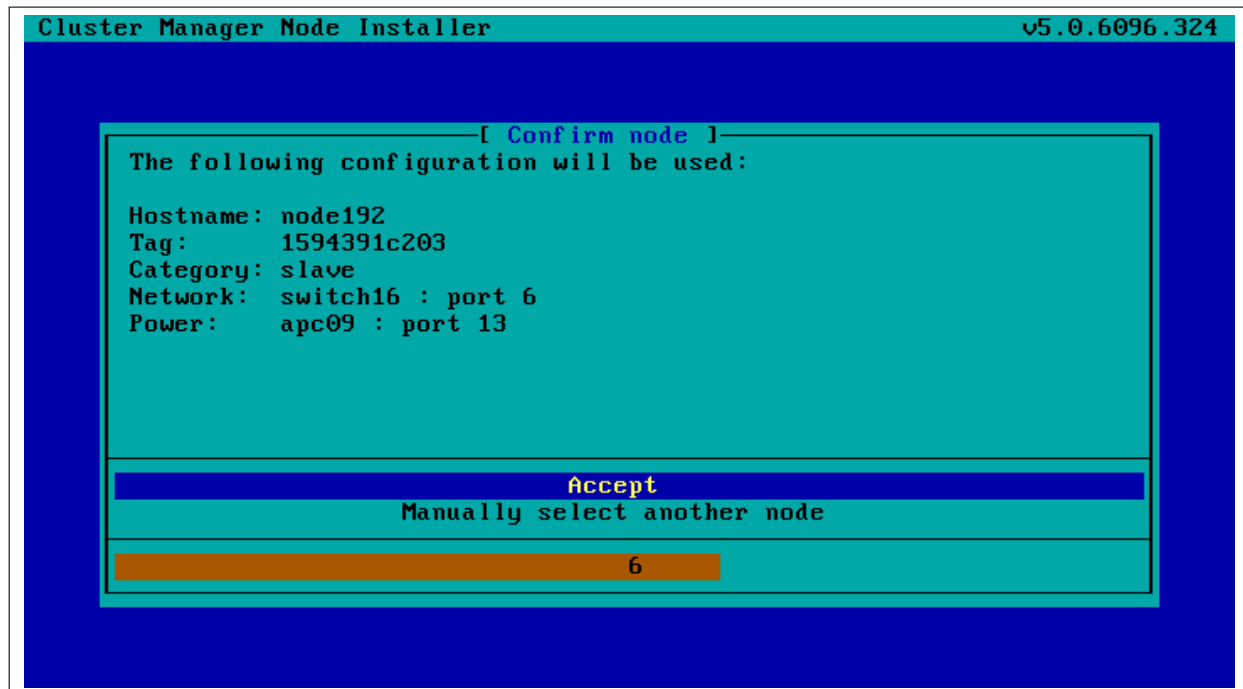 Cluster Manager Node Installer v5.0.6096.324
[ Confirm node ]
The following configuration will be used:
Hostname: node192
Tag: 1594391c203
Category: slave
Network: switch16 : port 6
Power: apc09 : port 13
Accept
Manually select another node
6